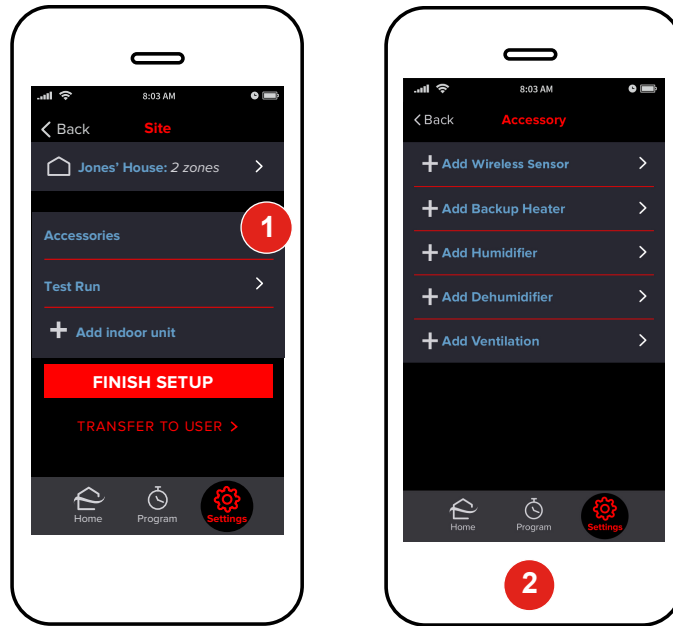 8:03 AM
Back
Site
Jones' House: 2 zones
Accessories
1
Test Run
Add indoor unit
FINISH SETUP
TRANSFER TO USER >
Home
Program
Settings
8:03 AM
Back
Accessory
Add Wireless Sensor
Add Backup Heater
Add Humidifier
Add Dehumidifier
Add Ventilation
Home
Program
Settings
2